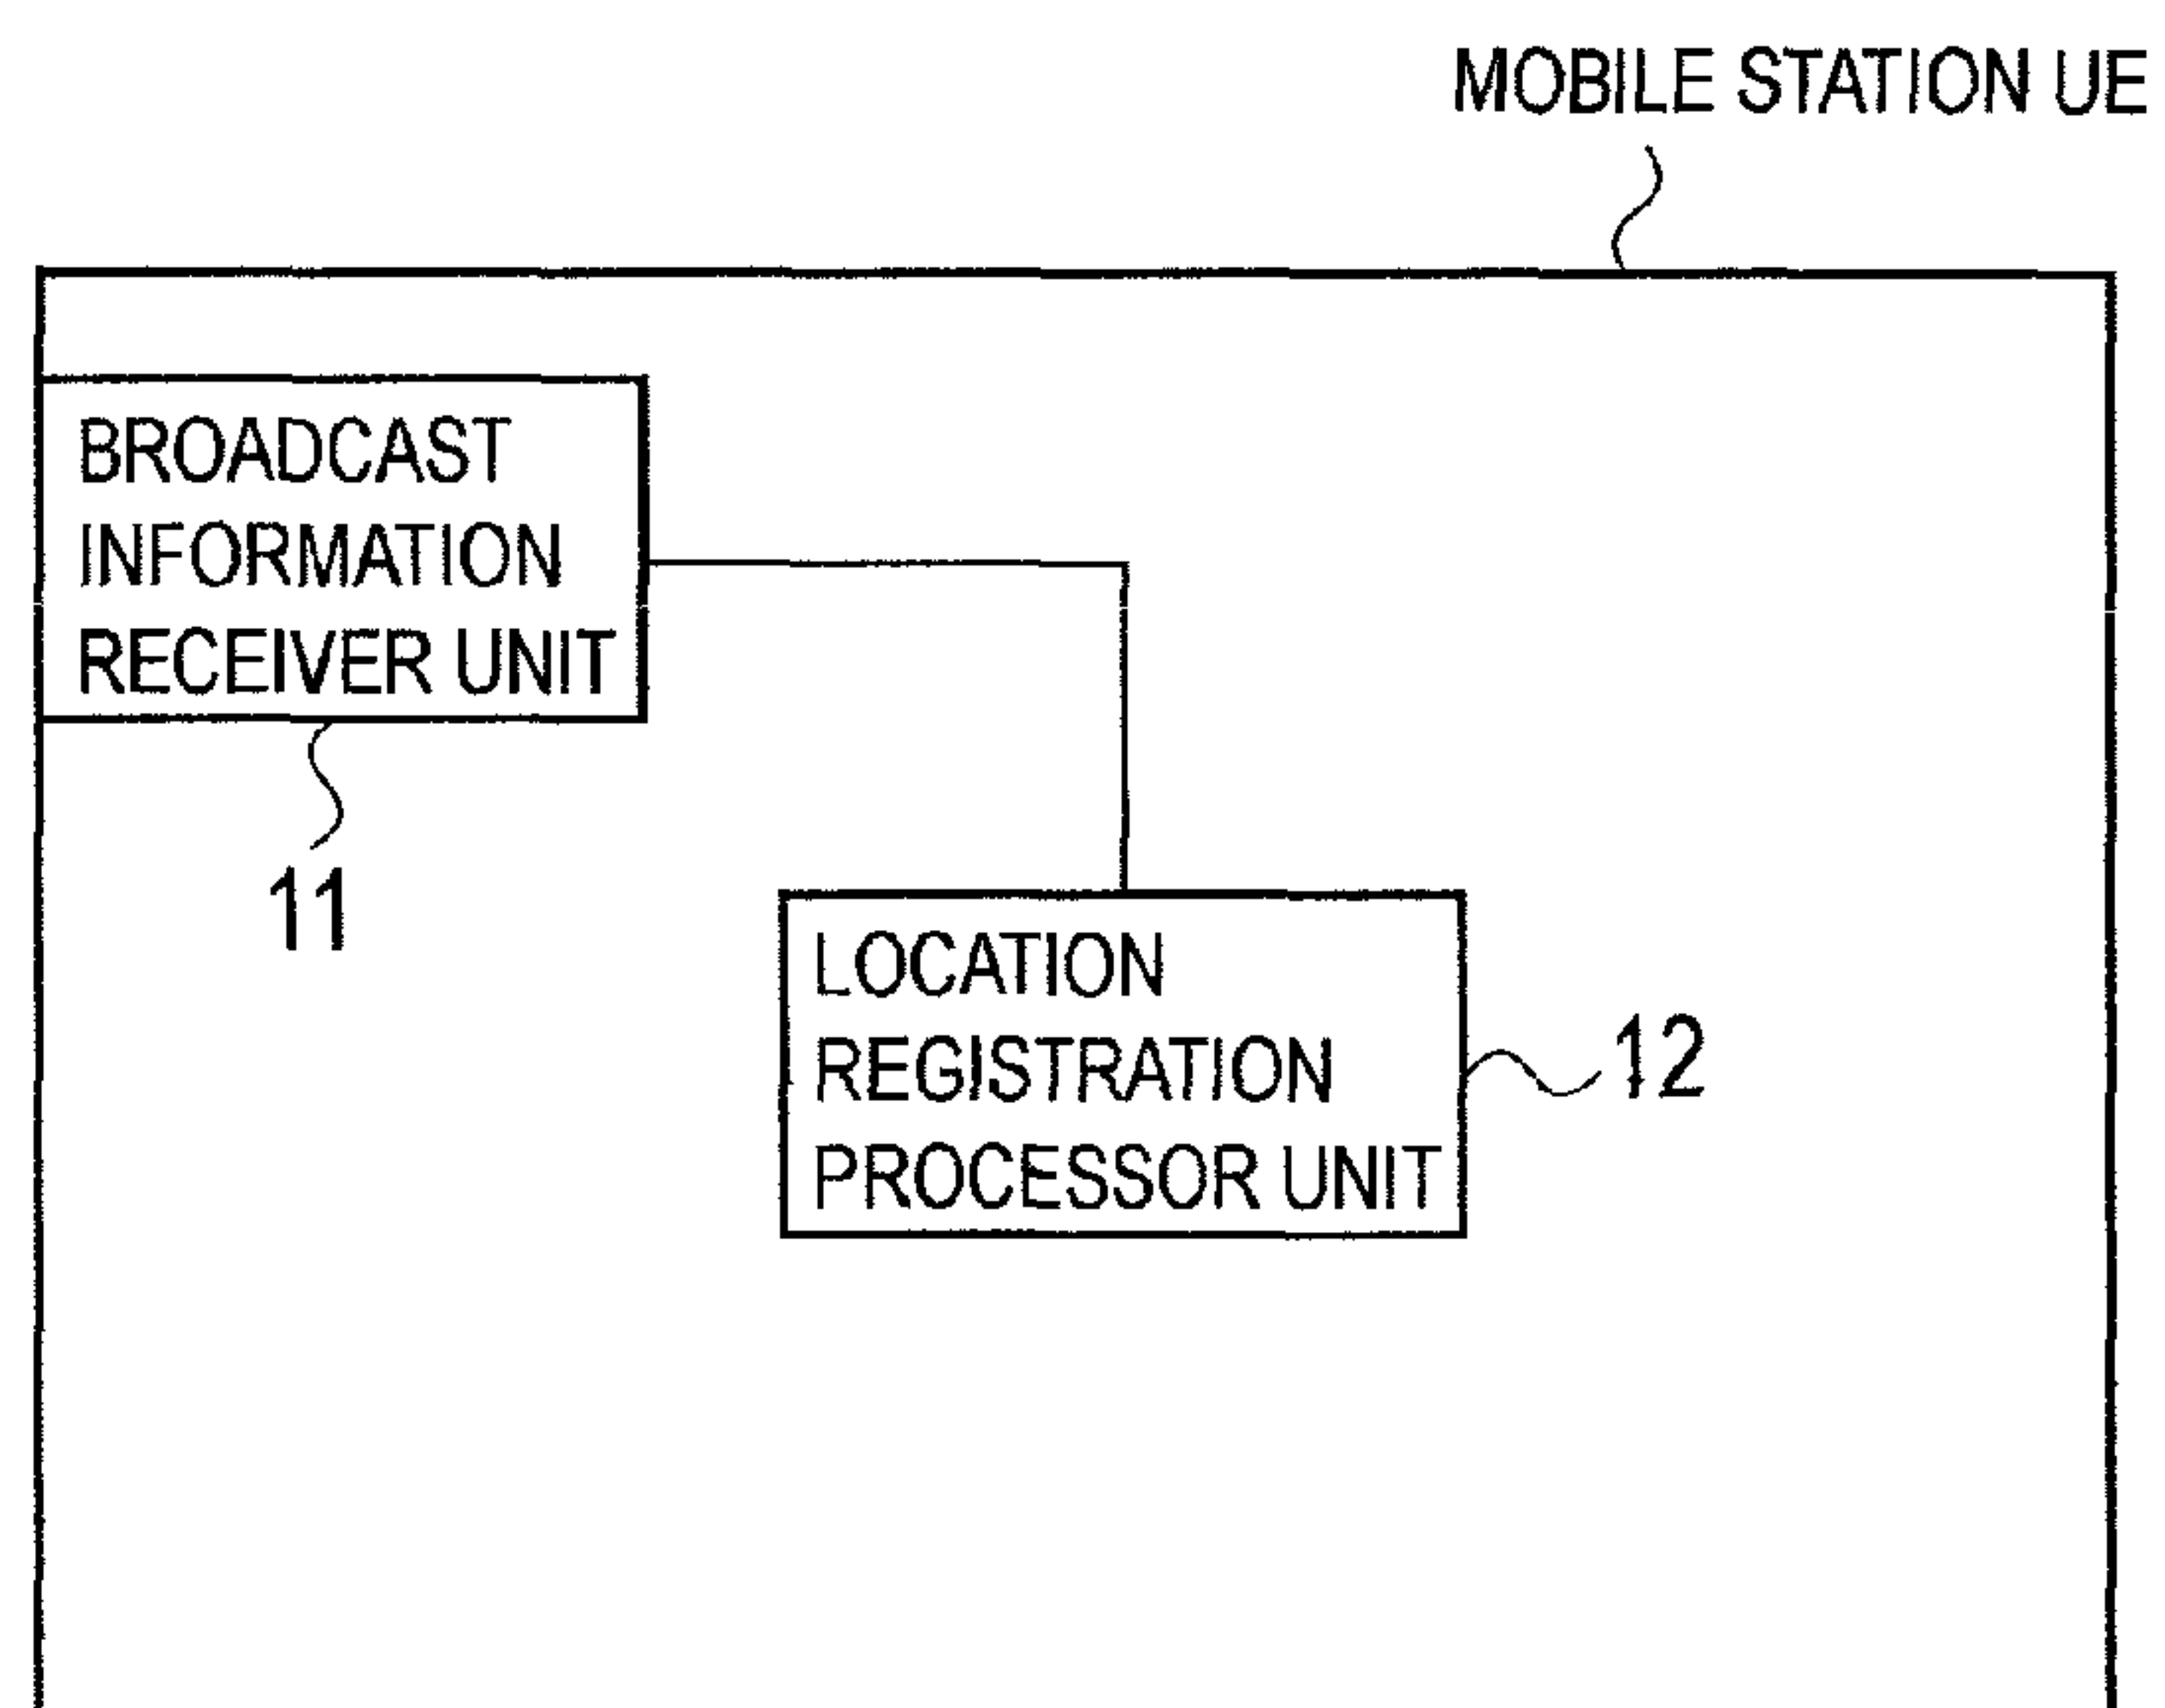 MOBILE STATION UE
BROADCAST
INFORMATION
RECEIVER UNIT
11
LOCATION
REGISTRATION
PROCESSOR UNIT
12